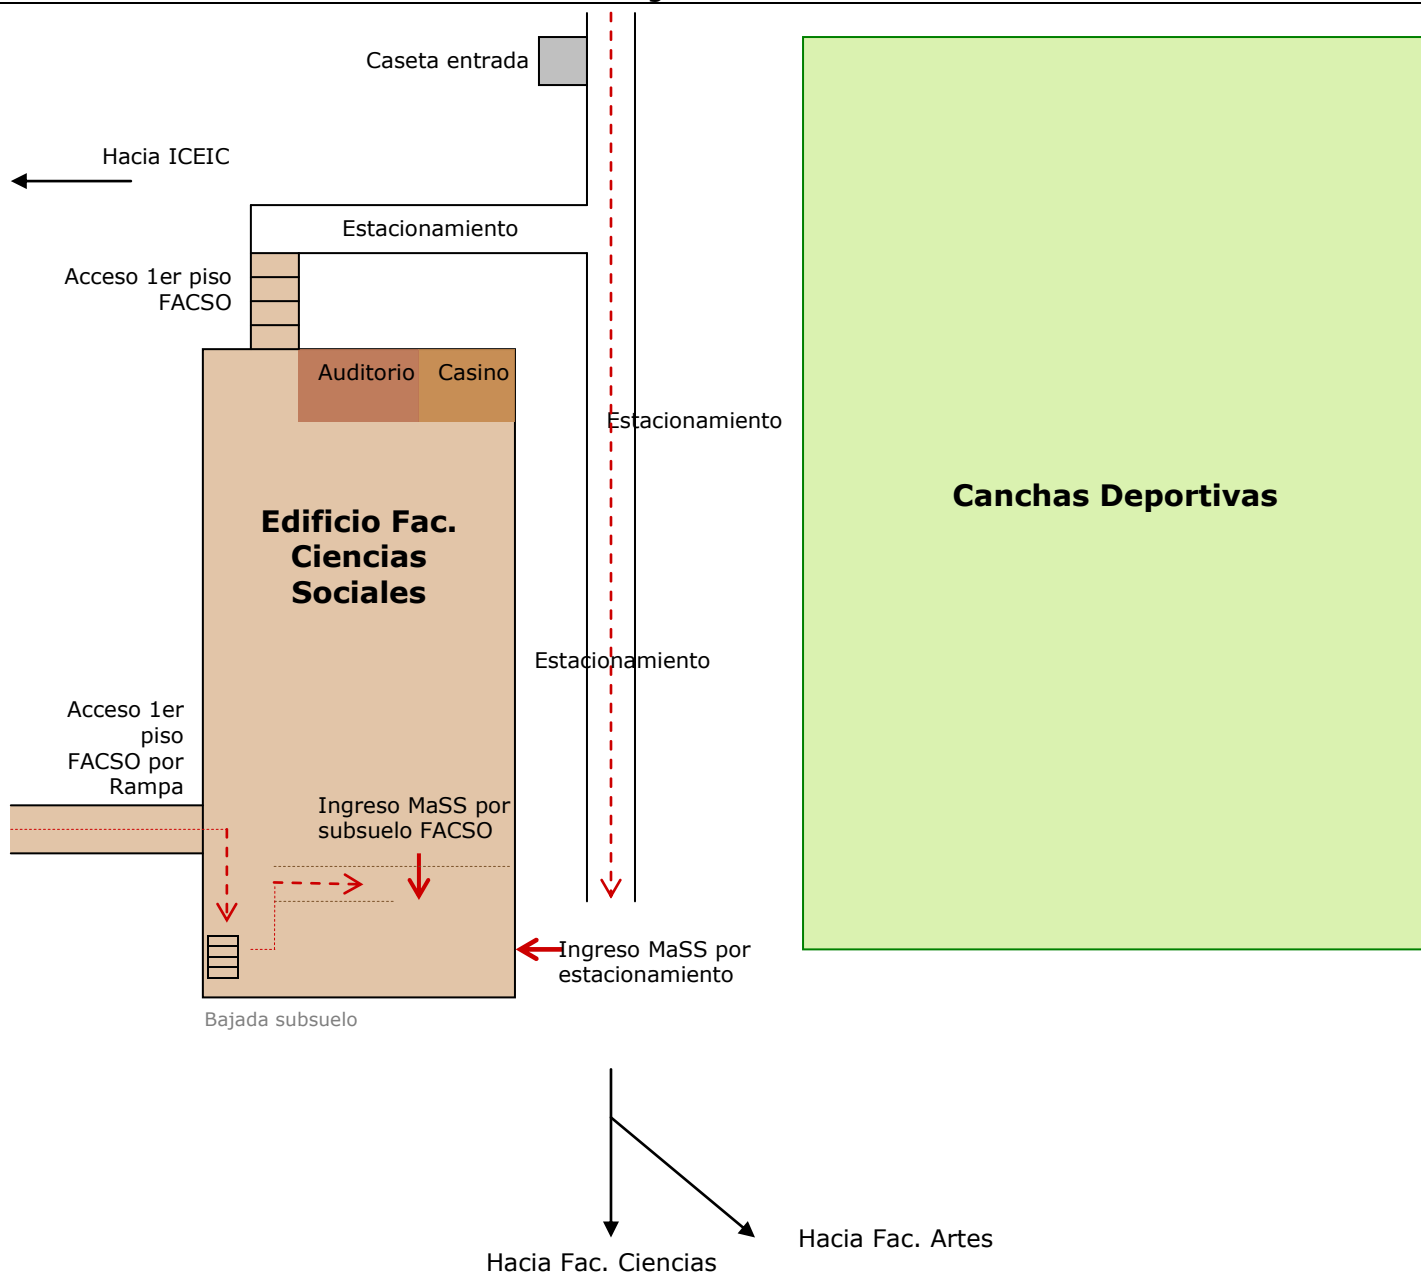 Caseta entrada
Hacia ICEIC
Estacionamiento
Acceso 1er piso
FACSO
Auditorio
Casino
Estacionamiento
Canchas Deportivas
Edificio Fac.
Ciencias
Sociales
Estacionamiento
Acceso 1er
piso
FACSO por
Rampa
Ingreso MaSS por
subsuelo FACSO
Ingreso MaSS por
estacionamiento
Bajada subsuelo
Hacia Fac. Artes
Hacia Fac. Ciencias